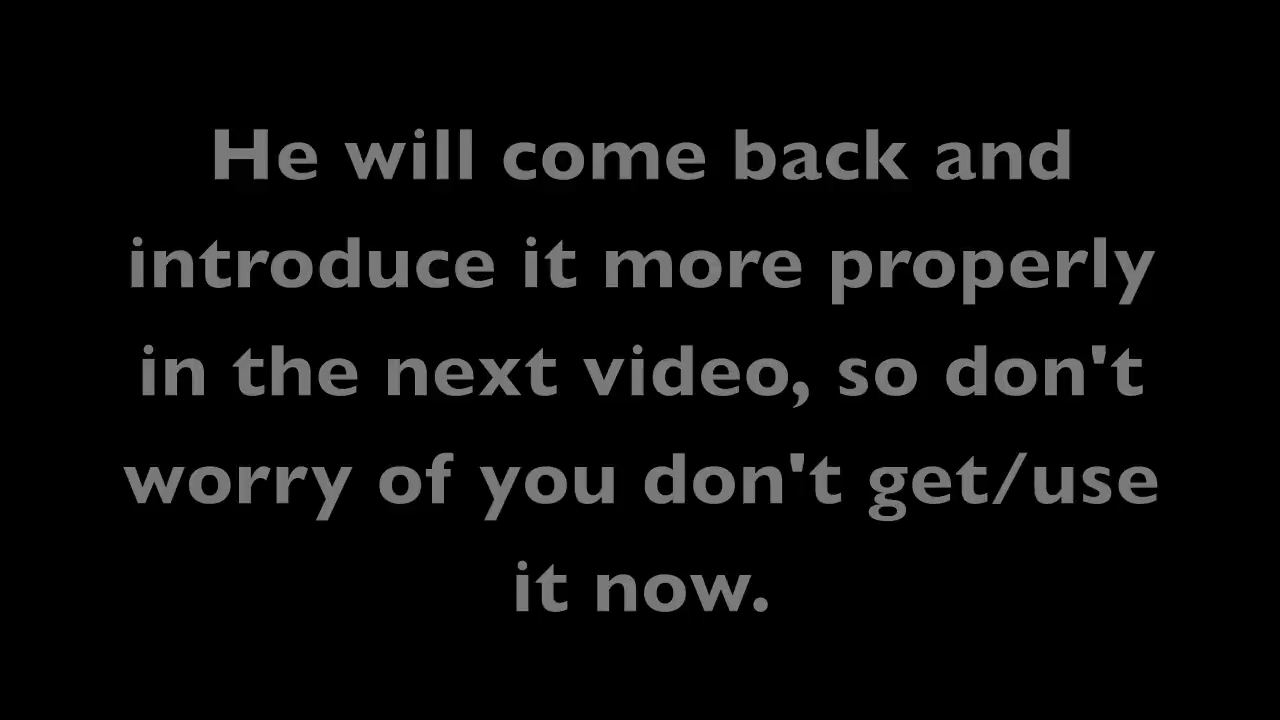 He will come back and
introduce it more properly
in the next video, so don't
worry of you don't get/use
it now.